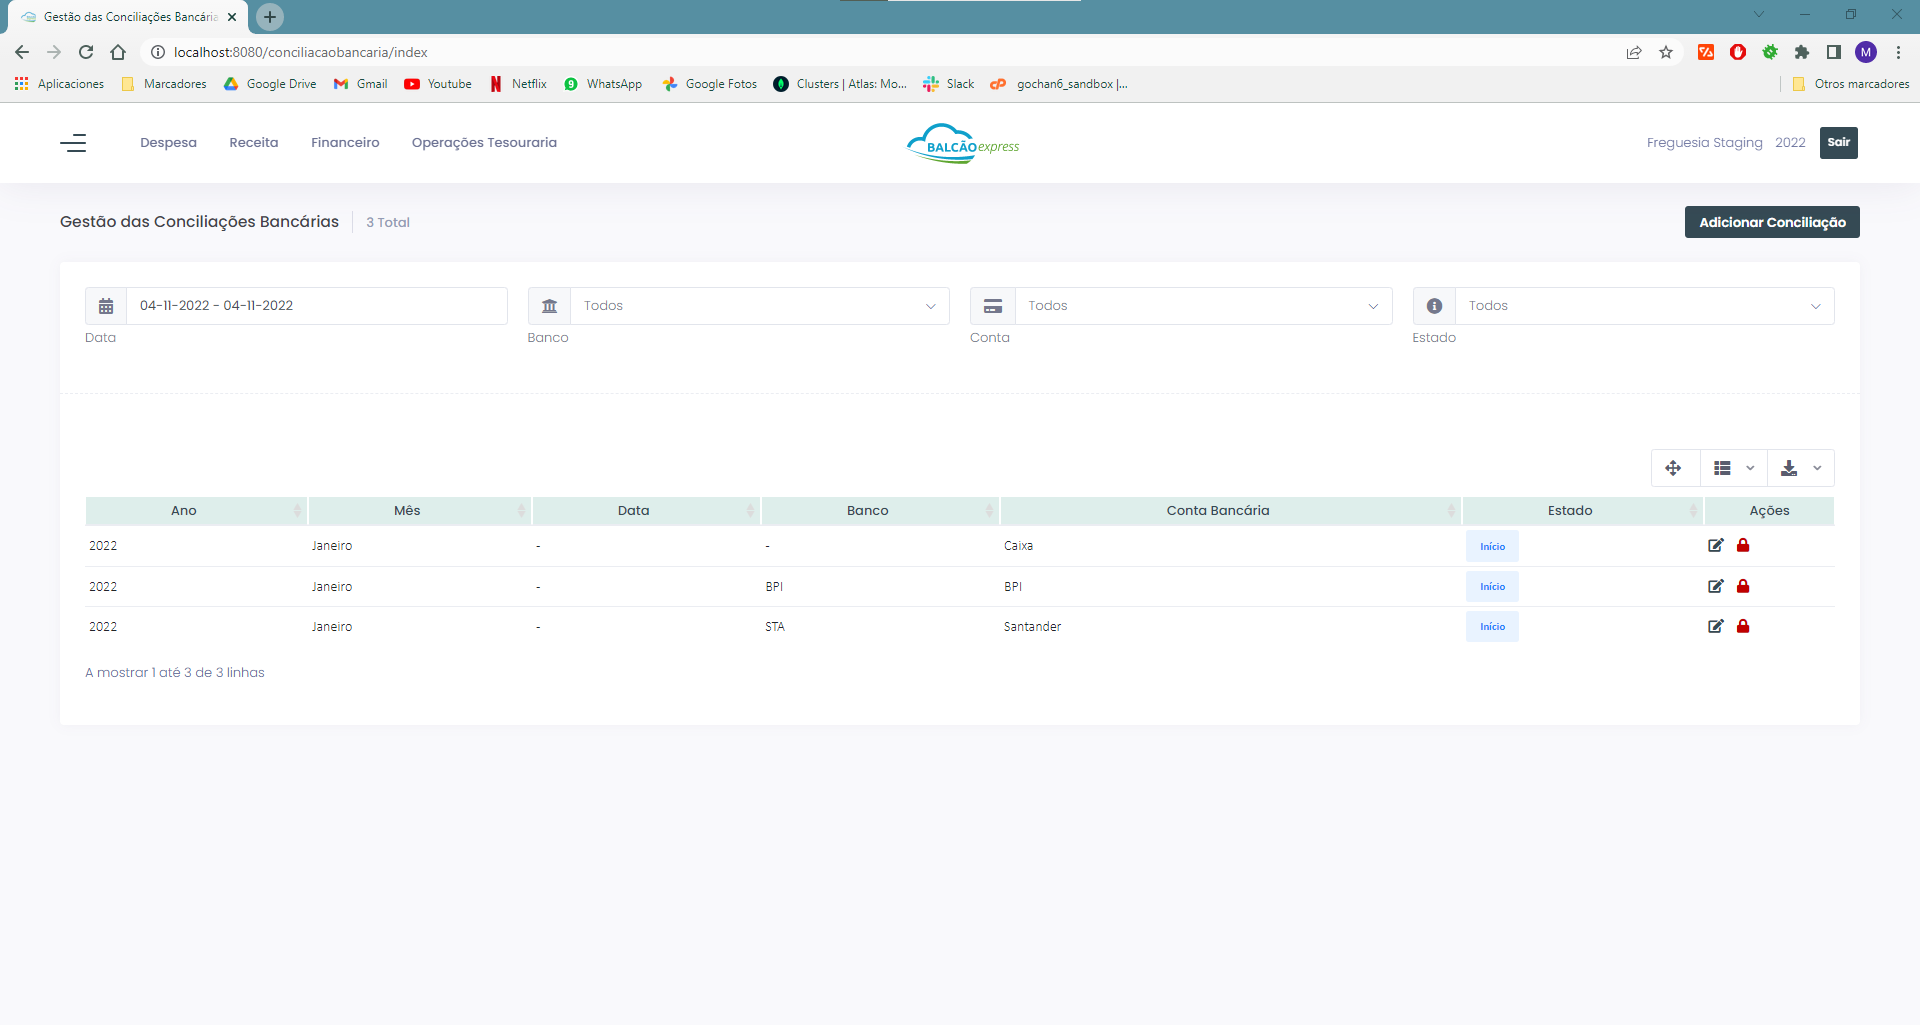 Gestão das Conciliações Bancária
localhost:8080/conciliacaobancaria/index
M
Aplicaciones Marcadores Google Drive Gmail Youtube Netflix WhatsApp Google Fotos Clusters | Atlas: Mo... Slack gochan6_sandbox |... Otros marcadores
Despesa Receita Financeiro Operações Tesouraria BALCÃO express Freguesia Staging 2022 Sair
Gestão das Conciliações Bancárias 3 Total Adicionar Conciliação
04-11-2022 - 04-11-2022 Todos Todos Todos
Data Banco Conta Estado
Ano Mês Data Banco Conta Bancária Estado Ações
2022 Janeiro - - Caixa Início
2022 Janeiro - BPI BPI Início
2022 Janeiro - STA Santander Início
A mostrar 1 até 3 de 3 linhas